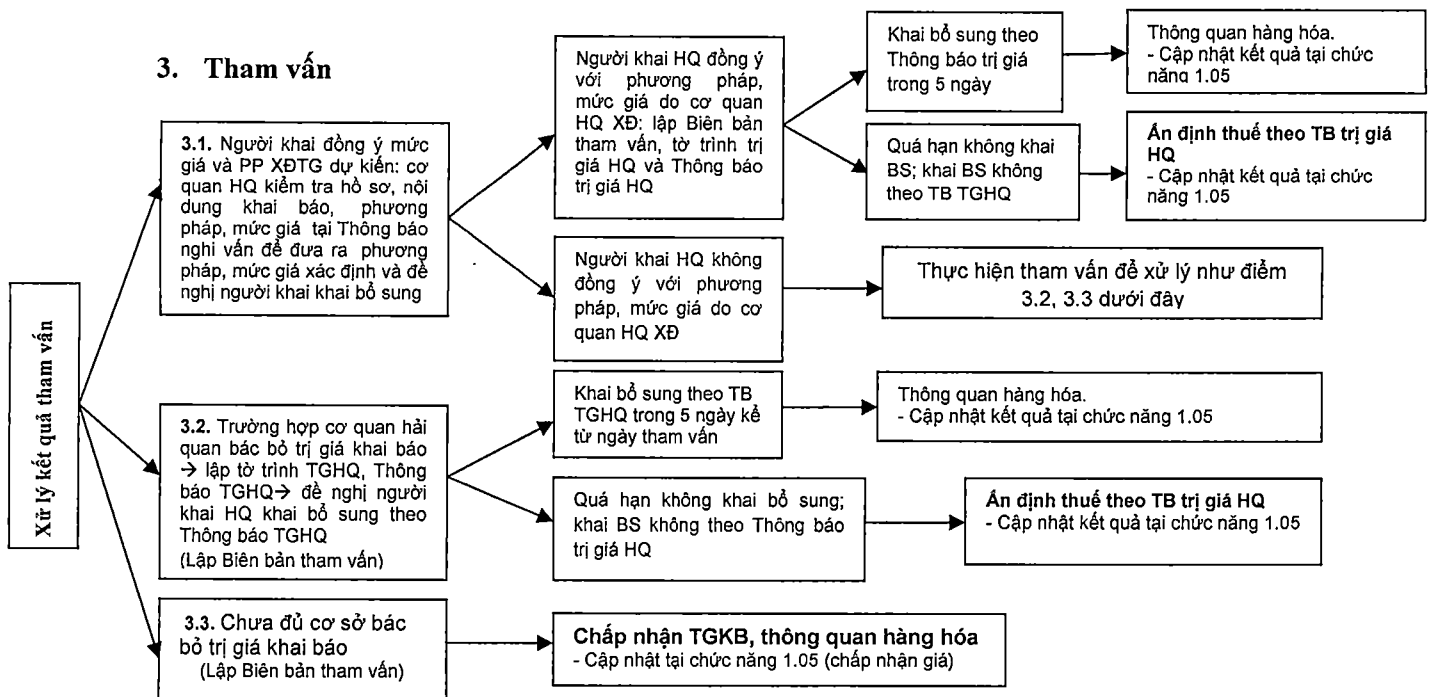 3. Tham vấn
Xử lý kết quả tham vấn
3.1. Người khai đồng ý mức
giá và PP XĐTG dự kiến: cơ
quan HQ kiểm tra hồ sơ, nội
dung khai báo, phương
pháp, mức giá tại Thông báo
nghi vấn để đưa ra phương
pháp, mức giá xác định và đề
nghị người khai khai bổ sung
Người khai HQ đồng ý
với phương pháp,
mức giá do cơ quan
HQ XĐ: lập Biên bản
tham vấn, tờ trình trị
giá HQ và Thông báo
trị giá HQ
Khai bổ sung theo
Thông báo trị giá
trong 5 ngày
Thông quan hàng hóa.
- Cập nhật kết quả tại chức
năng 1.05
Quá hạn không khai
BS; khai BS không
theo TB TGHQ
Ấn định thuế theo TB trị giá
HQ
- Cập nhật kết quả tại chức
năng 1.05
Người khai HQ không
đồng ý với phương
pháp, mức giá do cơ
quan HQ XĐ
Thực hiện tham vấn để xử lý như điểm
3.2, 3.3 dưới đây
3.2. Trường hợp cơ quan hải
quan bác bỏ trị giá khai báo
→ lập tờ trình TGHQ, Thông
báo TGHQ→ đề nghị người
khai HQ khai bổ sung theo
Thông báo TGHQ
(Lập Biên bản tham vấn)
Khai bổ sung theo TB
TGHQ trong 5 ngày kể
từ ngày tham vấn
Thông quan hàng hóa.
- Cập nhật kết quả tại chức năng 1.05
Quá hạn không khai bổ sung;
khai BS không theo Thông báo
trị giá HQ
Ấn định thuế theo TB trị giá HQ
- Cập nhật kết quả tại chức năng 1.05
3.3. Chưa đủ cơ sở bác
bỏ trị giá khai báo
(Lập Biên bản tham vấn)
Chấp nhận TGKB, thông quan hàng hóa
- Cập nhật tại chức năng 1.05 (chấp nhận giá)